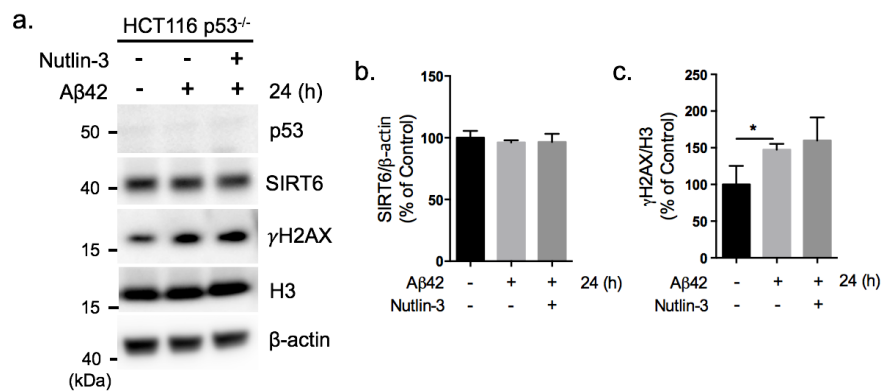 a.
HCT116 p53-/-
Nutlin-3 +
Aβ42 - + + 24 (h)
50 p53
40 SIRT6
15 γH2AX
15 H3
40 β-actin
(kDa)
b.
SIRT6/β-actin
(% of Control)
150
100
50
0
Aβ42 - + + 24 (h)
Nutlin-3 +
c.
γH2AX/H3
(% of Control)
250
200
150
100
50
0
*
Aβ42 - + + 24 (h)
Nutlin-3 - +